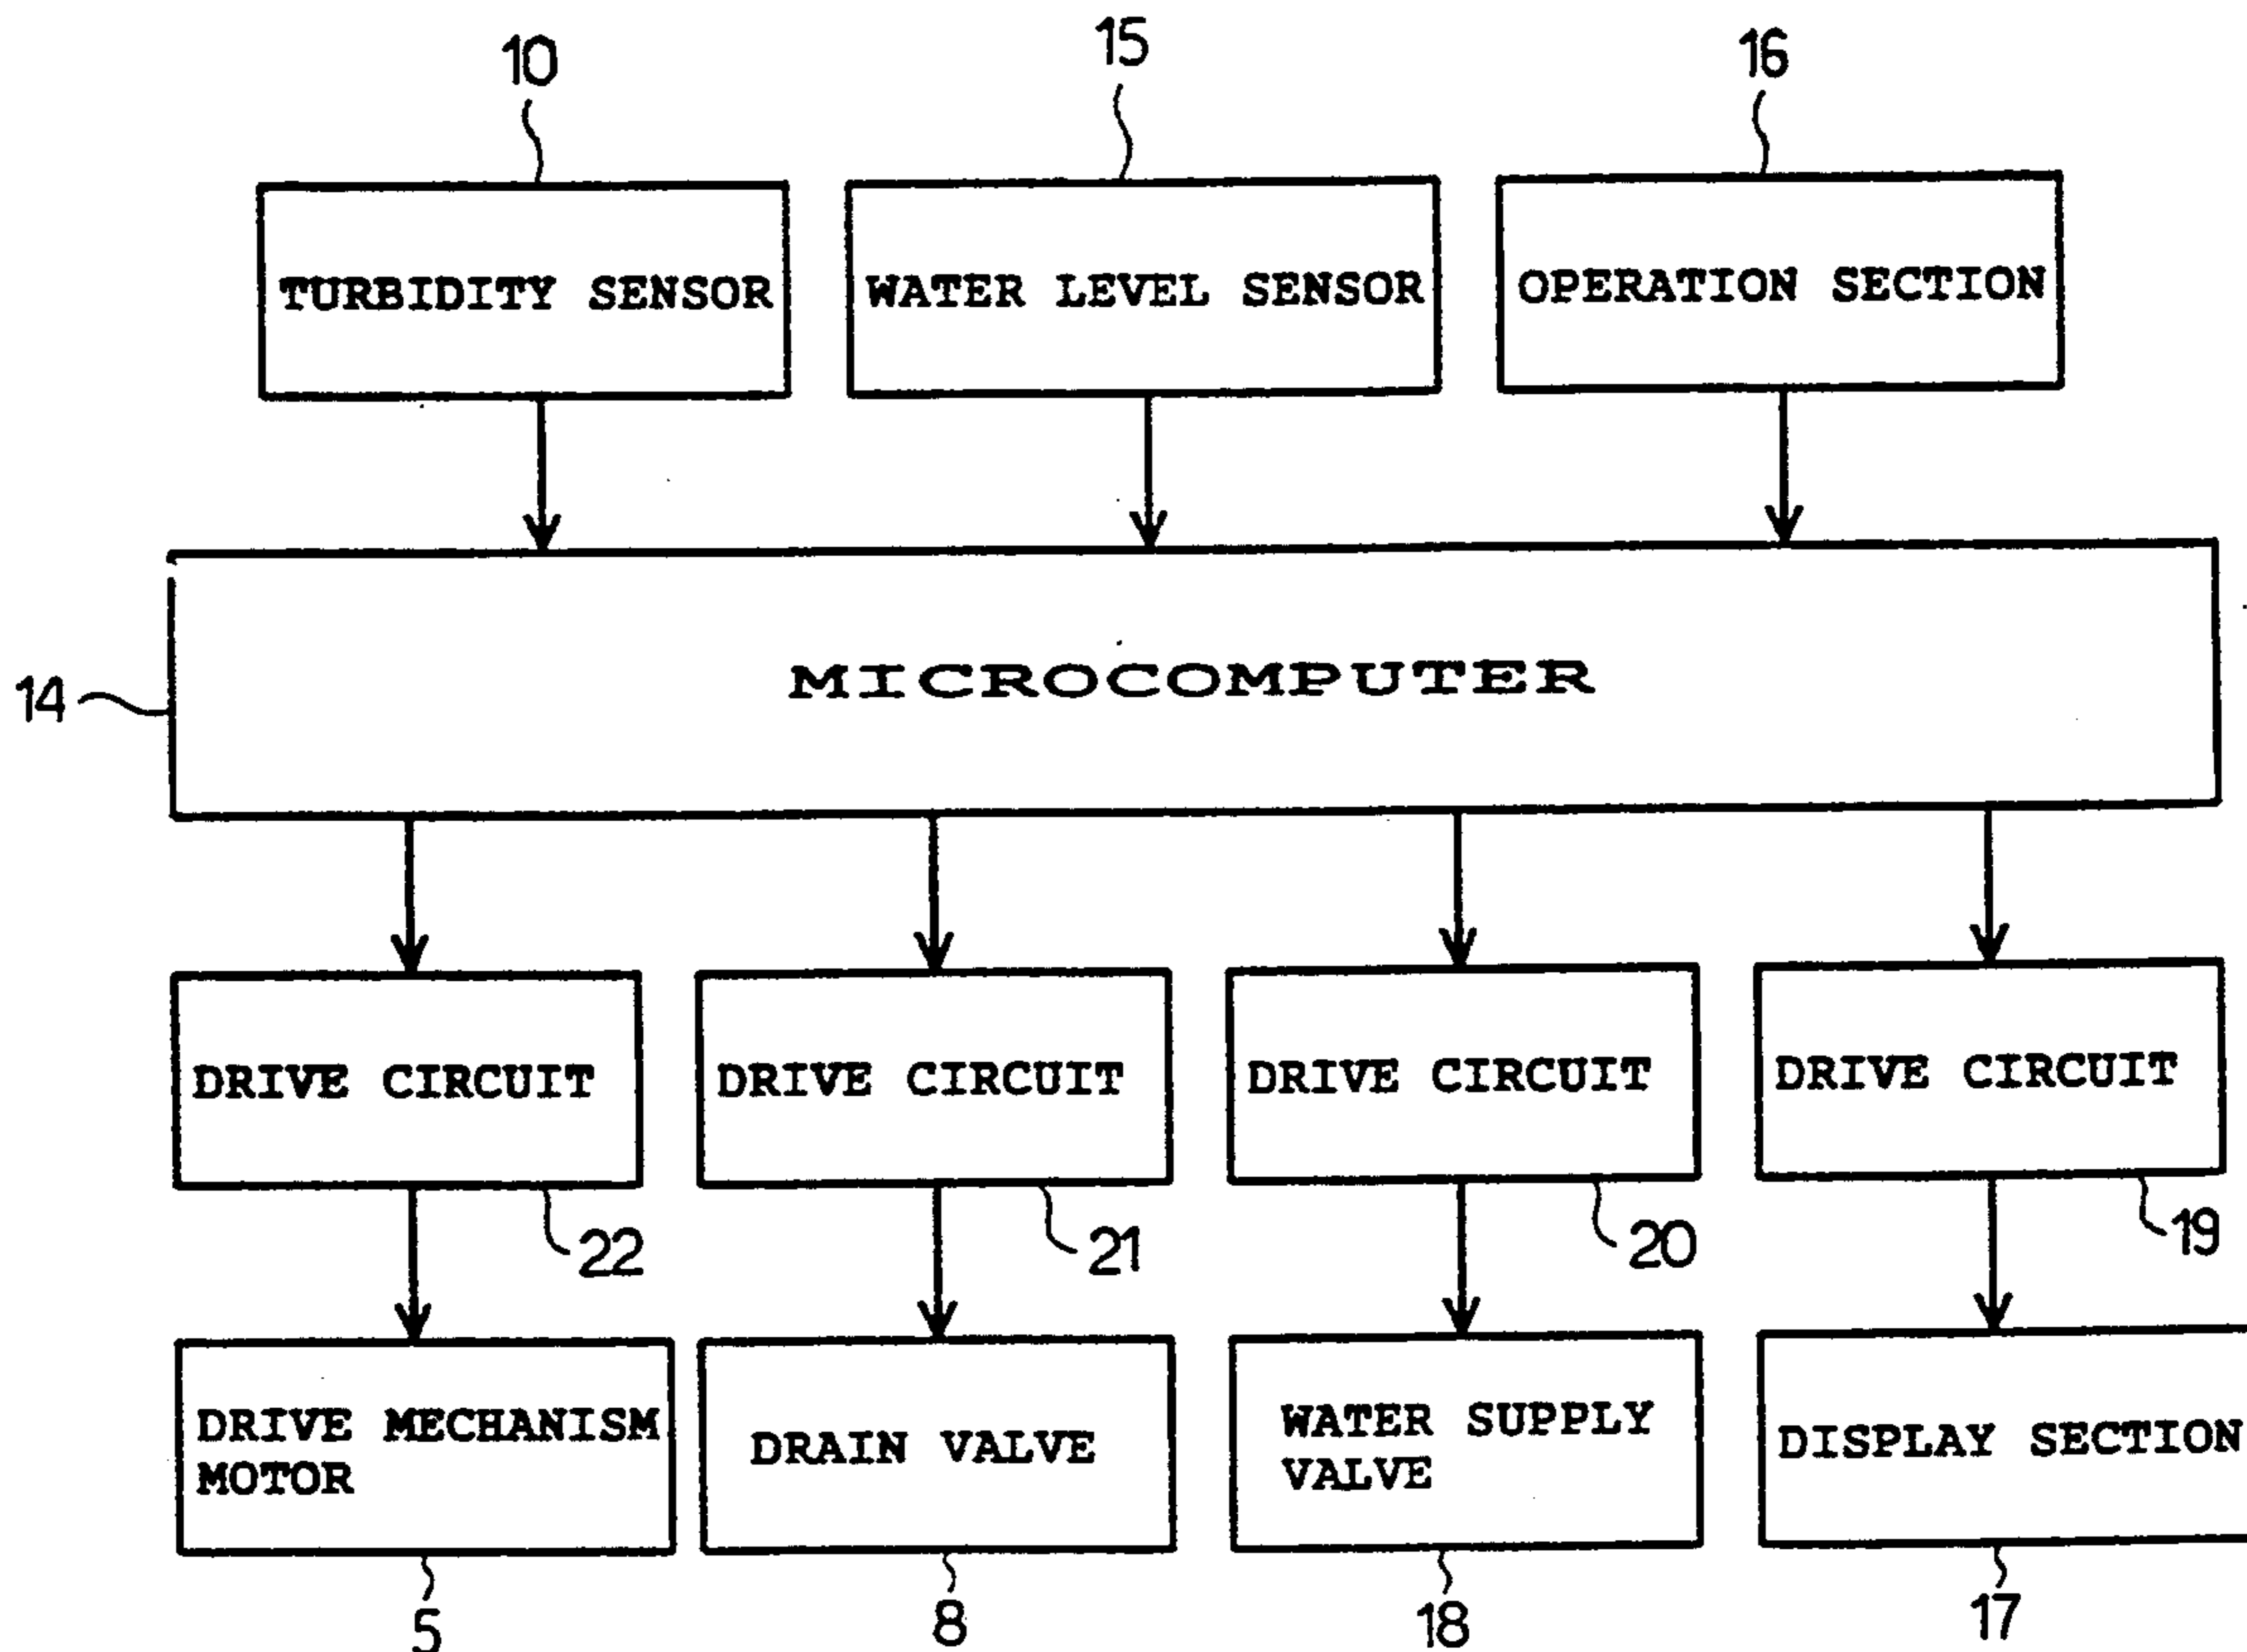 10
15
16
TURBIDITY SENSOR
WATER LEVEL SENSOR
OPERATION SECTION
MICROCOMPUTER
14
DRIVE CIRCUIT
DRIVE CIRCUIT
DRIVE CIRCUIT
DRIVE CIRCUIT
22
21
20
19
DRIVE MECHANISM
MOTOR
DRAIN VALVE
WATER SUPPLY
VALVE
DISPLAY SECTION
5
8
18
17